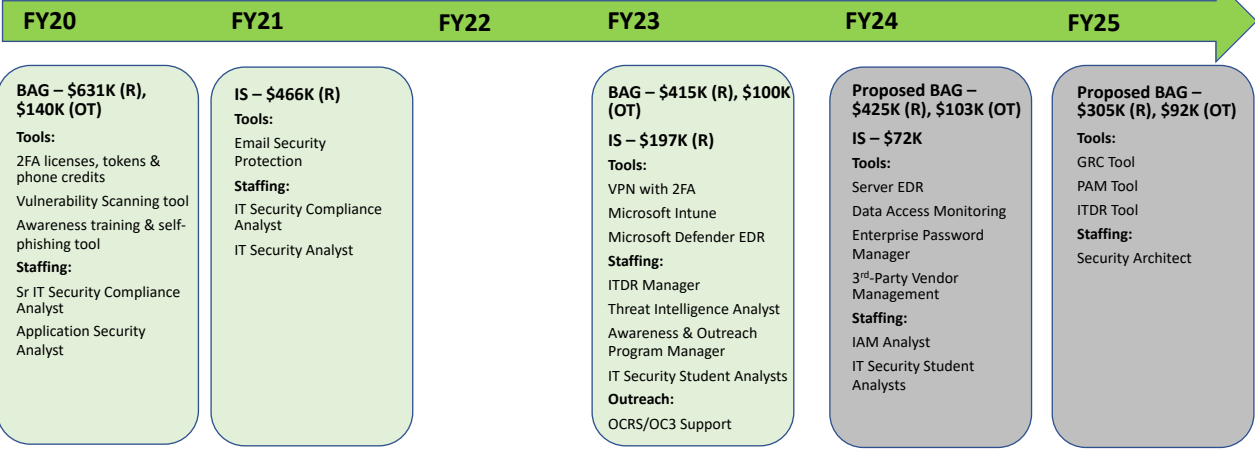 FY20
FY21
FY22
FY23
FY24
FY25
BAG – $631K (R),
$140K (OT)
Tools:
2FA licenses, tokens &
phone credits
Vulnerability Scanning tool
Awareness training & self-
phishing tool
Staffing:
Sr IT Security Compliance
Analyst
Application Security
Analyst
IS – $466K (R)
Tools:
Email Security
Protection
Staffing:
IT Security Compliance
Analyst
IT Security Analyst
BAG – $415K (R), $100K
(OT)
IS – $197K (R)
Tools:
VPN with 2FA
Microsoft Intune
Microsoft Defender EDR
Staffing:
ITDR Manager
Threat Intelligence Analyst
Awareness & Outreach
Program Manager
IT Security Student Analysts
Outreach:
OCRS/OC3 Support
Proposed BAG –
$425K (R), $103K (OT)
IS – $72K
Tools:
Server EDR
Data Access Monitoring
Enterprise Password
Manager
3rd-Party Vendor
Management
Staffing:
IAM Analyst
IT Security Student
Analysts
Proposed BAG –
$305K (R), $92K (OT)
Tools:
GRC Tool
PAM Tool
ITDR Tool
Staffing:
Security Architect